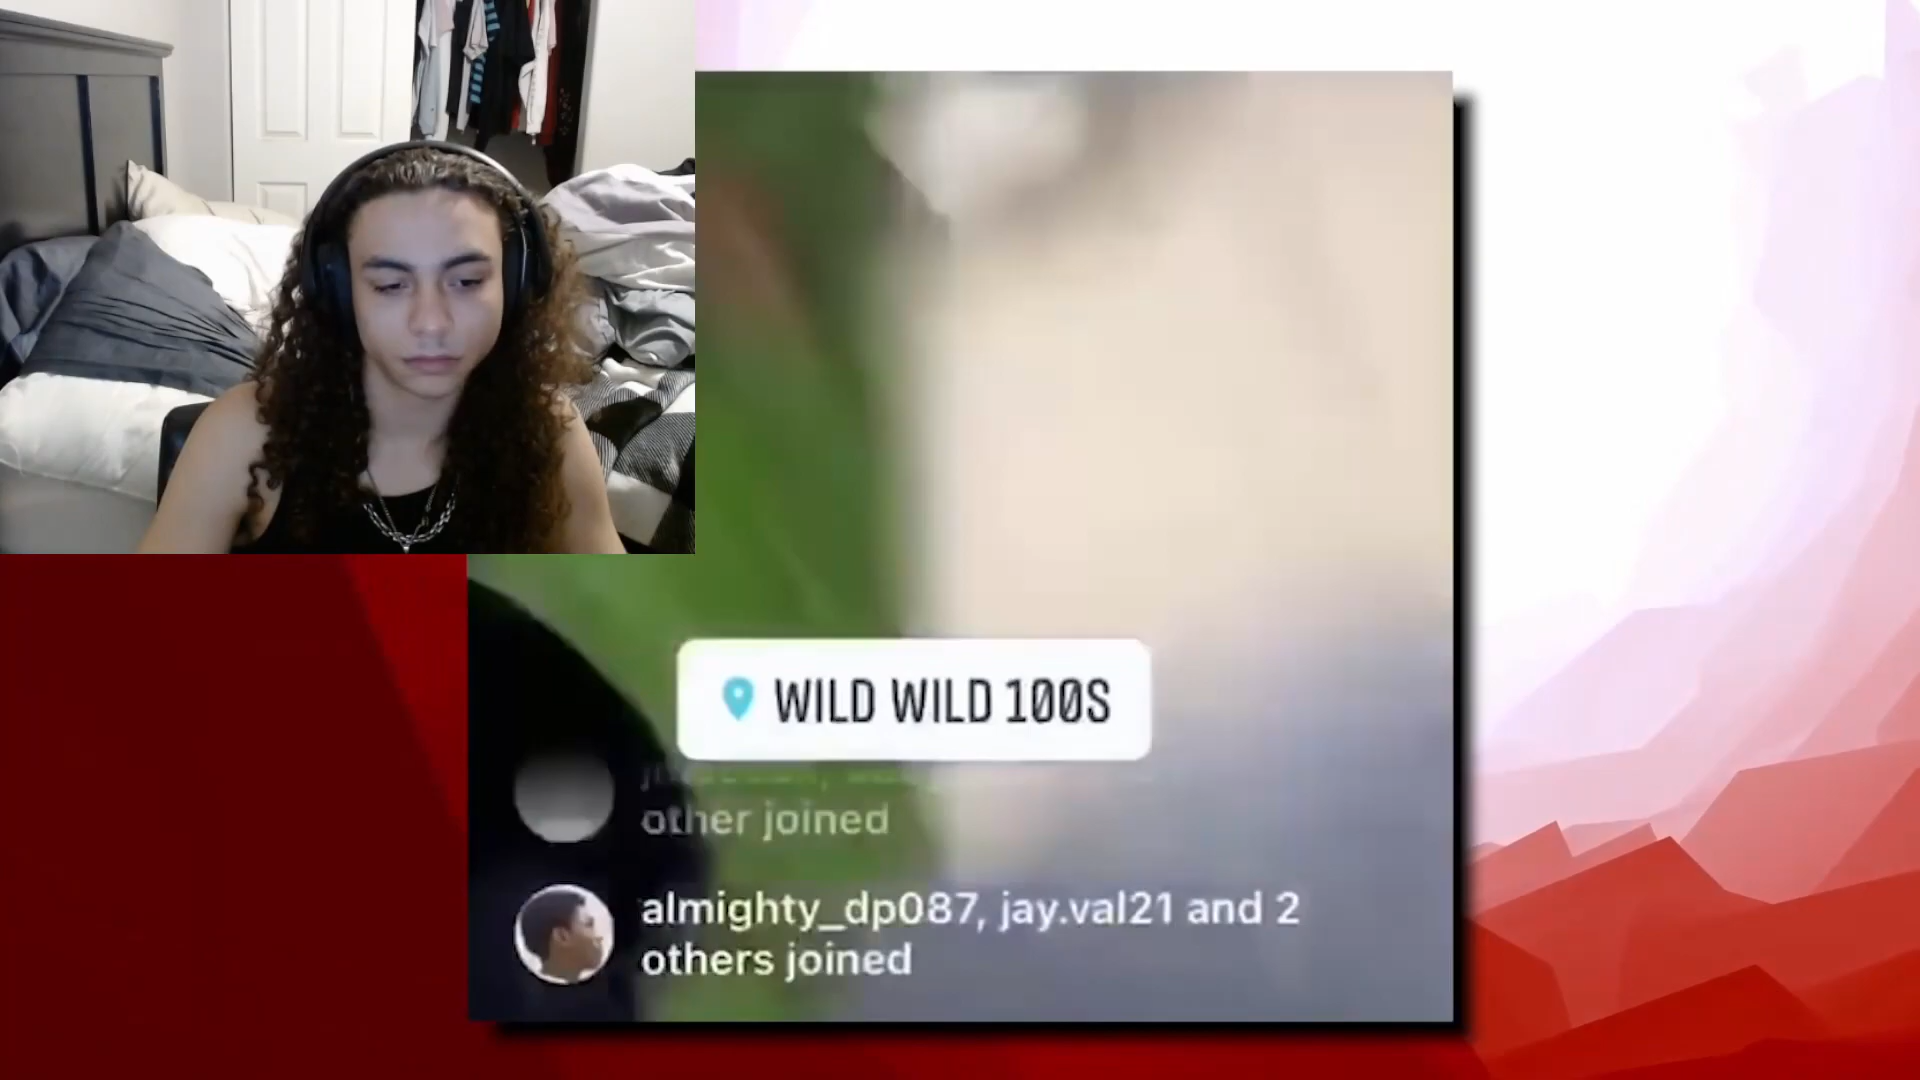 WILD WILD 100S
other joined
almighty_dp087, jay.val21 and 2
others joined